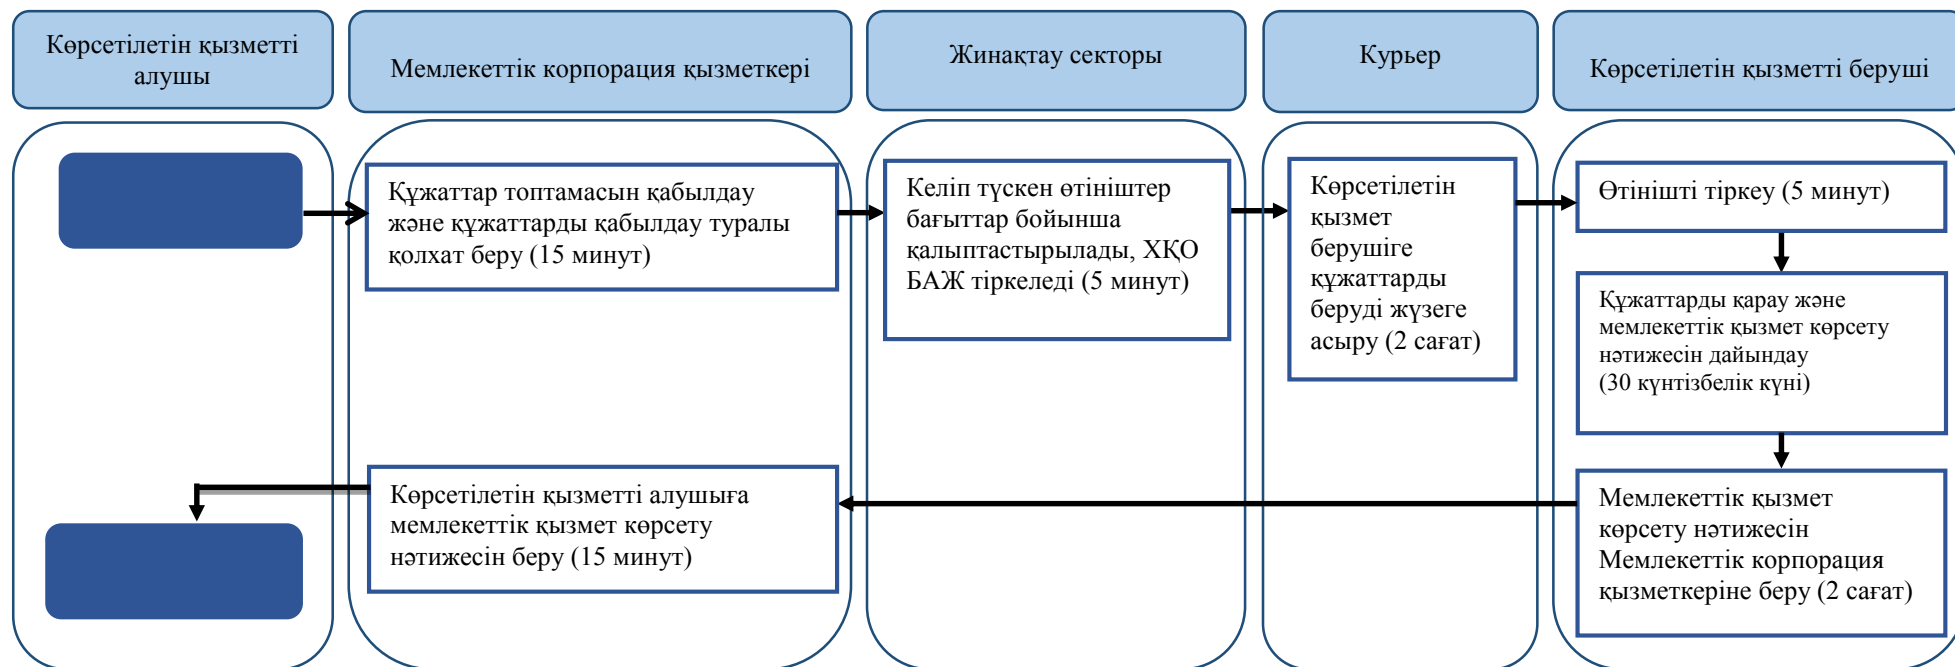 Көрсетілетін қызметті
алушы
Мемлекеттік корпорация қызметкері
Жинақтау секторы
Курьер
Көрсетілетін қызметті беруші
Құжаттар топтамасын қабылдау
және құжаттарды қабылдау туралы
қолхат беру (15 минут)
Келіп түскен өтініштер
бағыттар бойынша
қалыптастырылады, ХҚО
БАЖ тіркеледі (5 минут)
Көрсетілетін
қызмет
берушіге
құжаттарды
беруді жүзеге
асыру (2 сағат)
Өтінішті тіркеу (5 минут)
Құжаттарды қарау және
мемлекеттік қызмет көрсету
нәтижесін дайындау
(30 күнтізбелік күні)
Мемлекеттік қызмет
көрсету нәтижесін
Мемлекеттік корпорация
қызметкеріне беру (2 сағат)
Көрсетілетін қызметті алушыға
мемлекеттік қызмет көрсету
нәтижесін беру (15 минут)